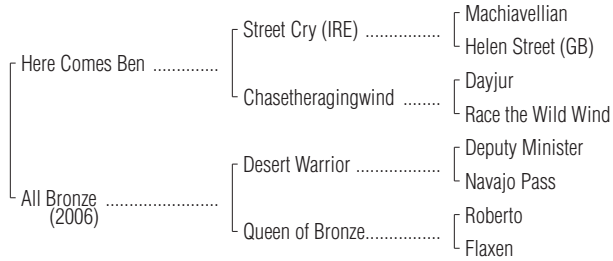 Machiavellian
Street Cry (IRE) ................
Helen Street (GB)
Here Comes Ben .............
Dayjur
Chasetheragingwind ........
Race the Wild Wind
Deputy Minister
Desert Warrior .................
Navajo Pass
All Bronze ......................
(2006)
Roberto
Queen of Bronze................
Flaxen